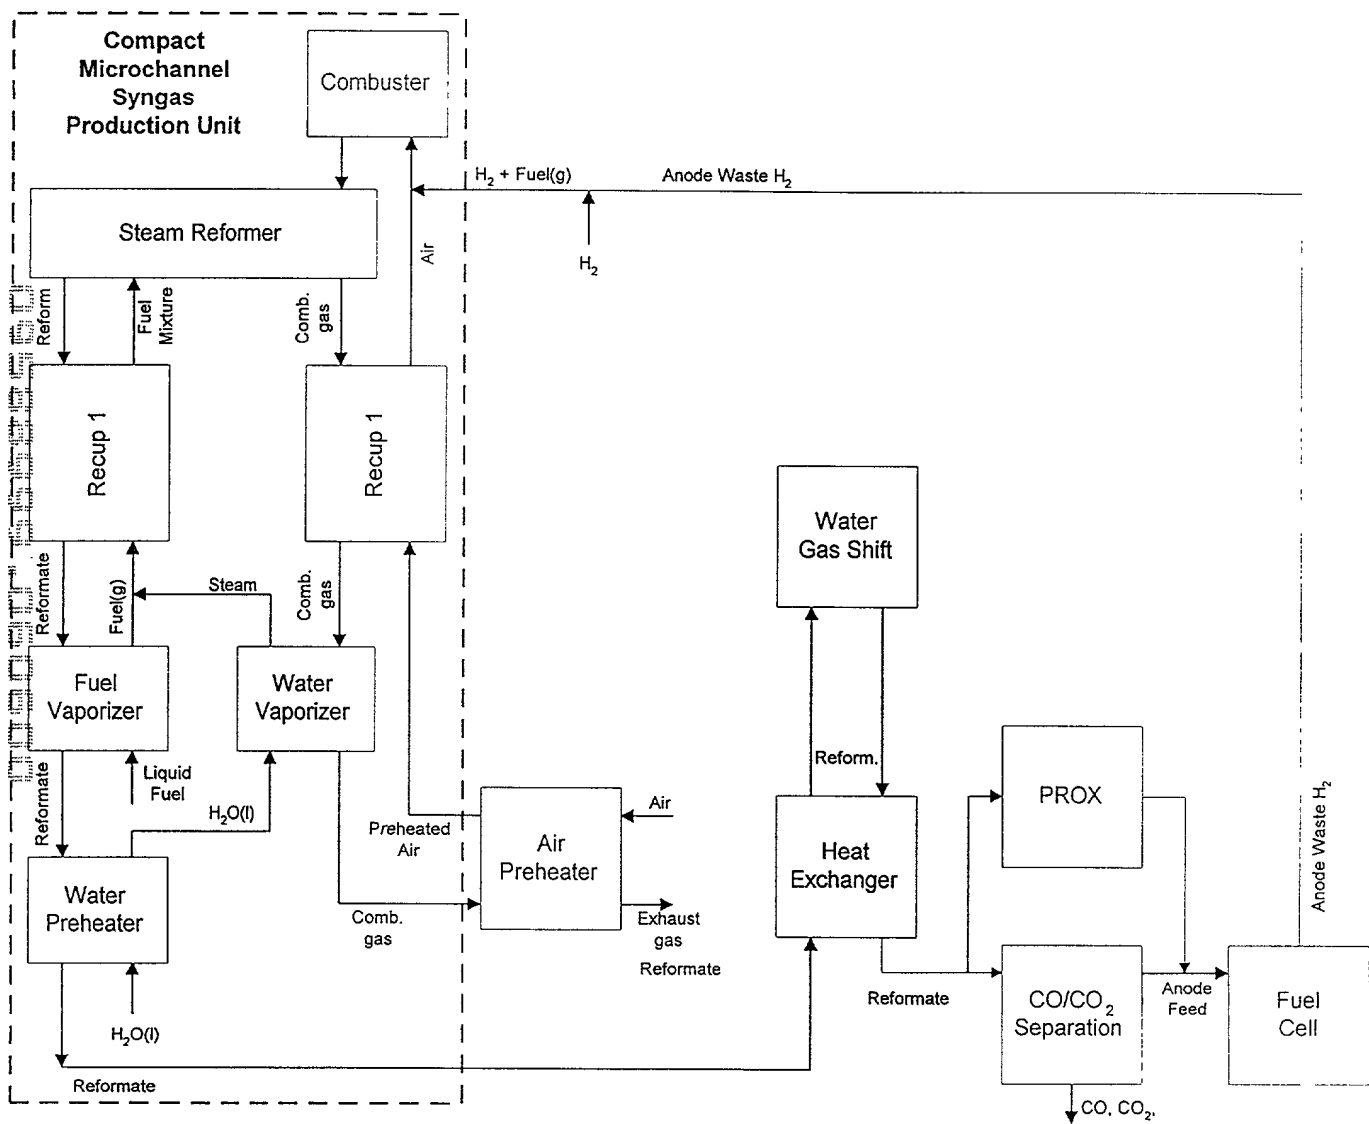 Compact
Microchannel
Syngas
Production Unit
Combuster
H2 + Fuel(g)
Anode Waste H2
H2
Steam Reformer
Air
Reform
Fuel
Mixture
Comb.
gas
Recup 1
Recup 1
Reformate
Fuel(g)
Steam
Comb.
gas
Water
Gas Shift
Fuel
Vaporizer
Water
Vaporizer
Reformate
Liquid
Fuel
H2O(l)
Reform.
Preheated
Air
Air
Air
Preheater
Heat
Exchanger
PROX
Anode Waste H2
Water
Preheater
Comb.
gas
Exhaust
gas
Reformate
Reformate
CO/CO2
Separation
Anode
Feed
Fuel
Cell
H2O(l)
Reformate
CO, CO2,